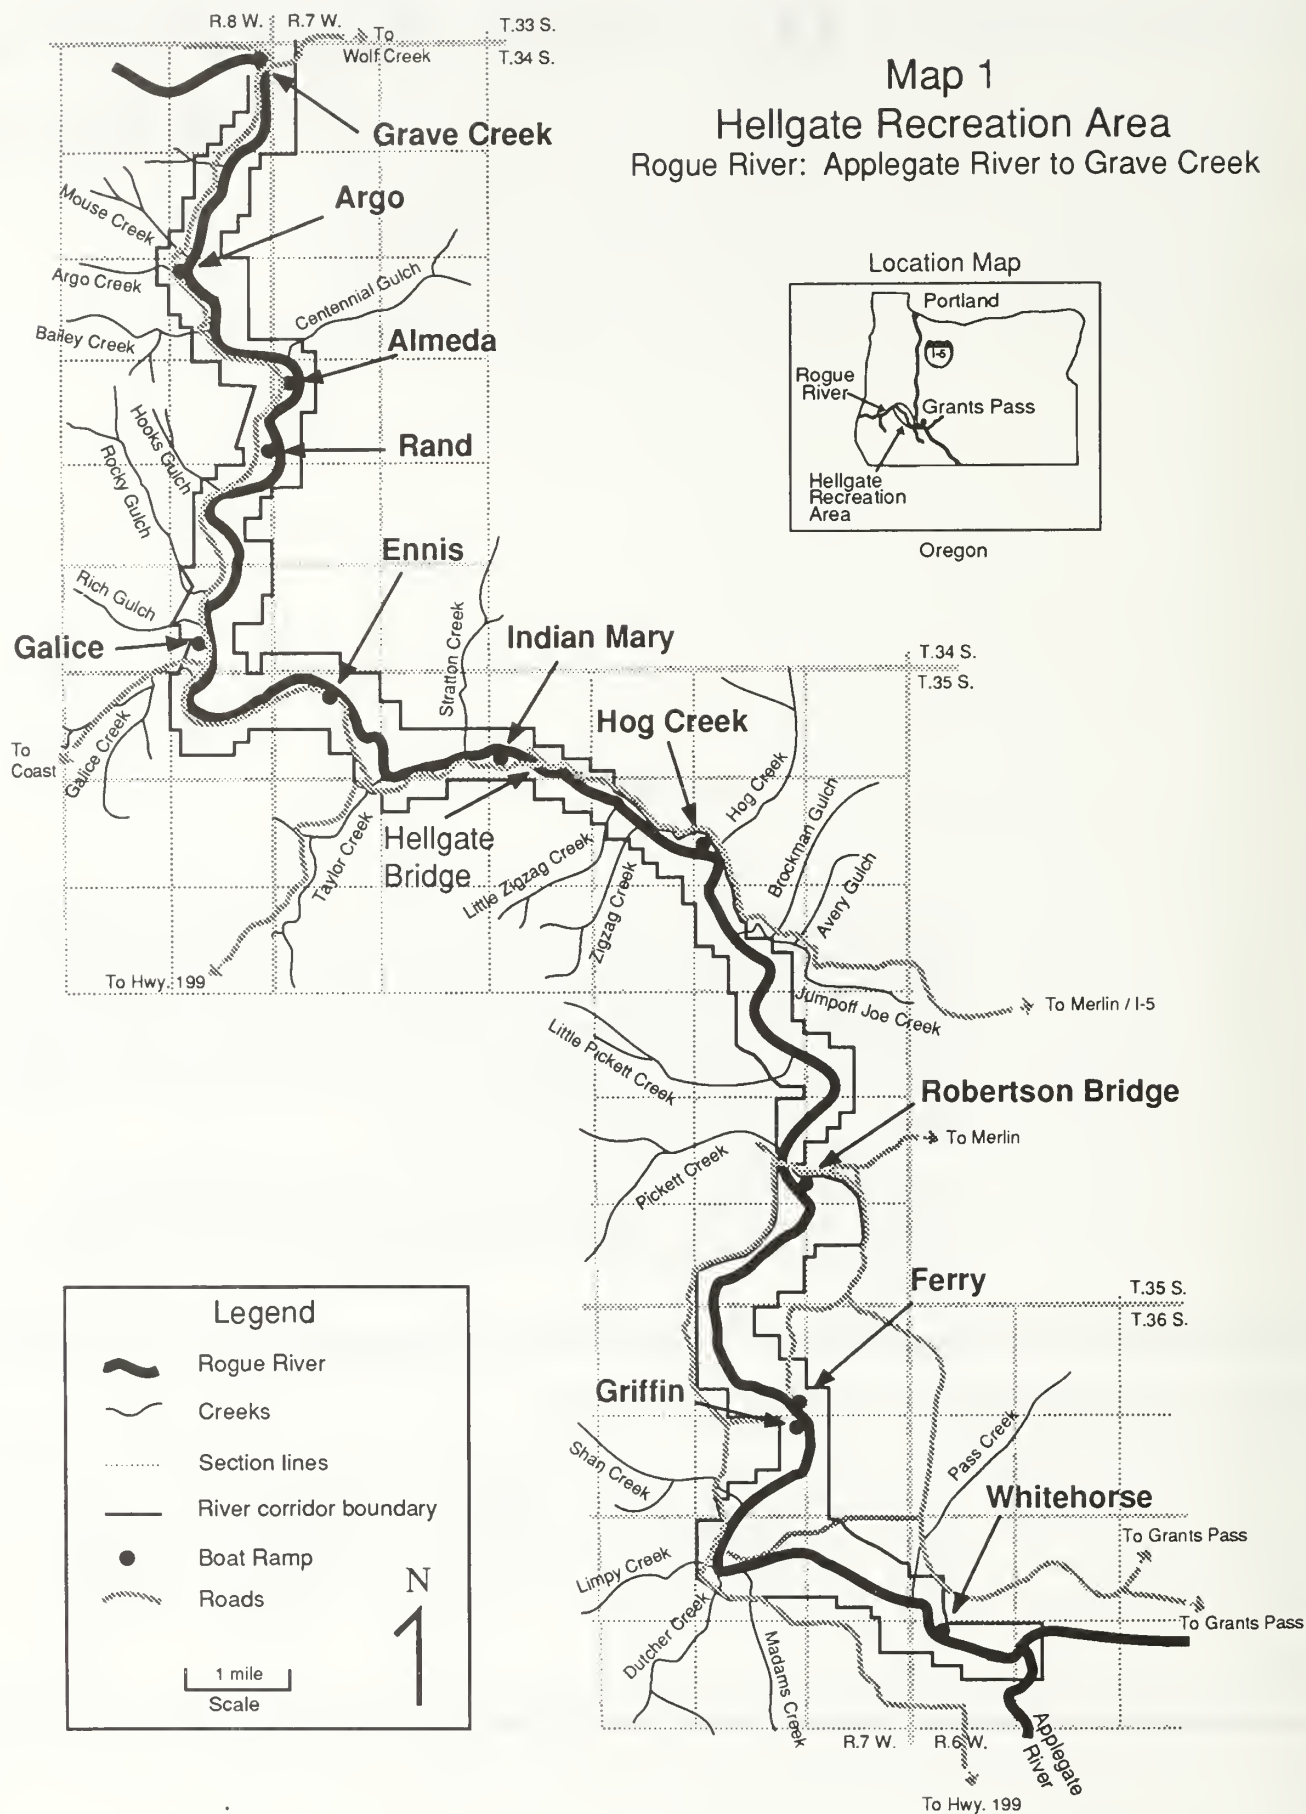 R.8 W.
R.7 W.
T.33 S.
To
Wolf Creek
T.34 S.
Map 1
Hellgate Recreation Area
Rogue River: Applegate River to Grave Creek
Grave Creek
Argo
Mouse Creek
Argo Creek
Centennial Gulch
Bailey Creek
Almeda
Location Map
Portland
I-5
Rogue
River
Grants Pass
Hellgate
Recreation
Area
Oregon
Hooks Gulch
Rand
Rocky Gulch
Ennis
Rich Gulch
Galice
Stratton Creek
Indian Mary
T.34 S.
T.35 S.
Hog Creek
To
Coast
Galice Creek
Hog Creek
Brockman Gulch
Hellgate
Bridge
Taylor Creek
Little Zigzag Creek
Zigzag Creek
Avery Gulch
To Hwy. 199
Jumpoff Joe Creek
To Merlin / I-5
Little Pickett Creek
Robertson Bridge
To Merlin
Pickett Creek
Ferry
T.35 S.
T.36 S.
Griffin
Shan Creek
Pass Creek
Whitehorse
To Grants Pass
Limpy Creek
To Grants Pass
Dutcher Creek
Madams Creek
R.7 W.
R.6 W.
Applegate
River
To Hwy. 199
Legend
Rogue River
Creeks
Section lines
River corridor boundary
Boat Ramp
Roads
N
1 mile
Scale